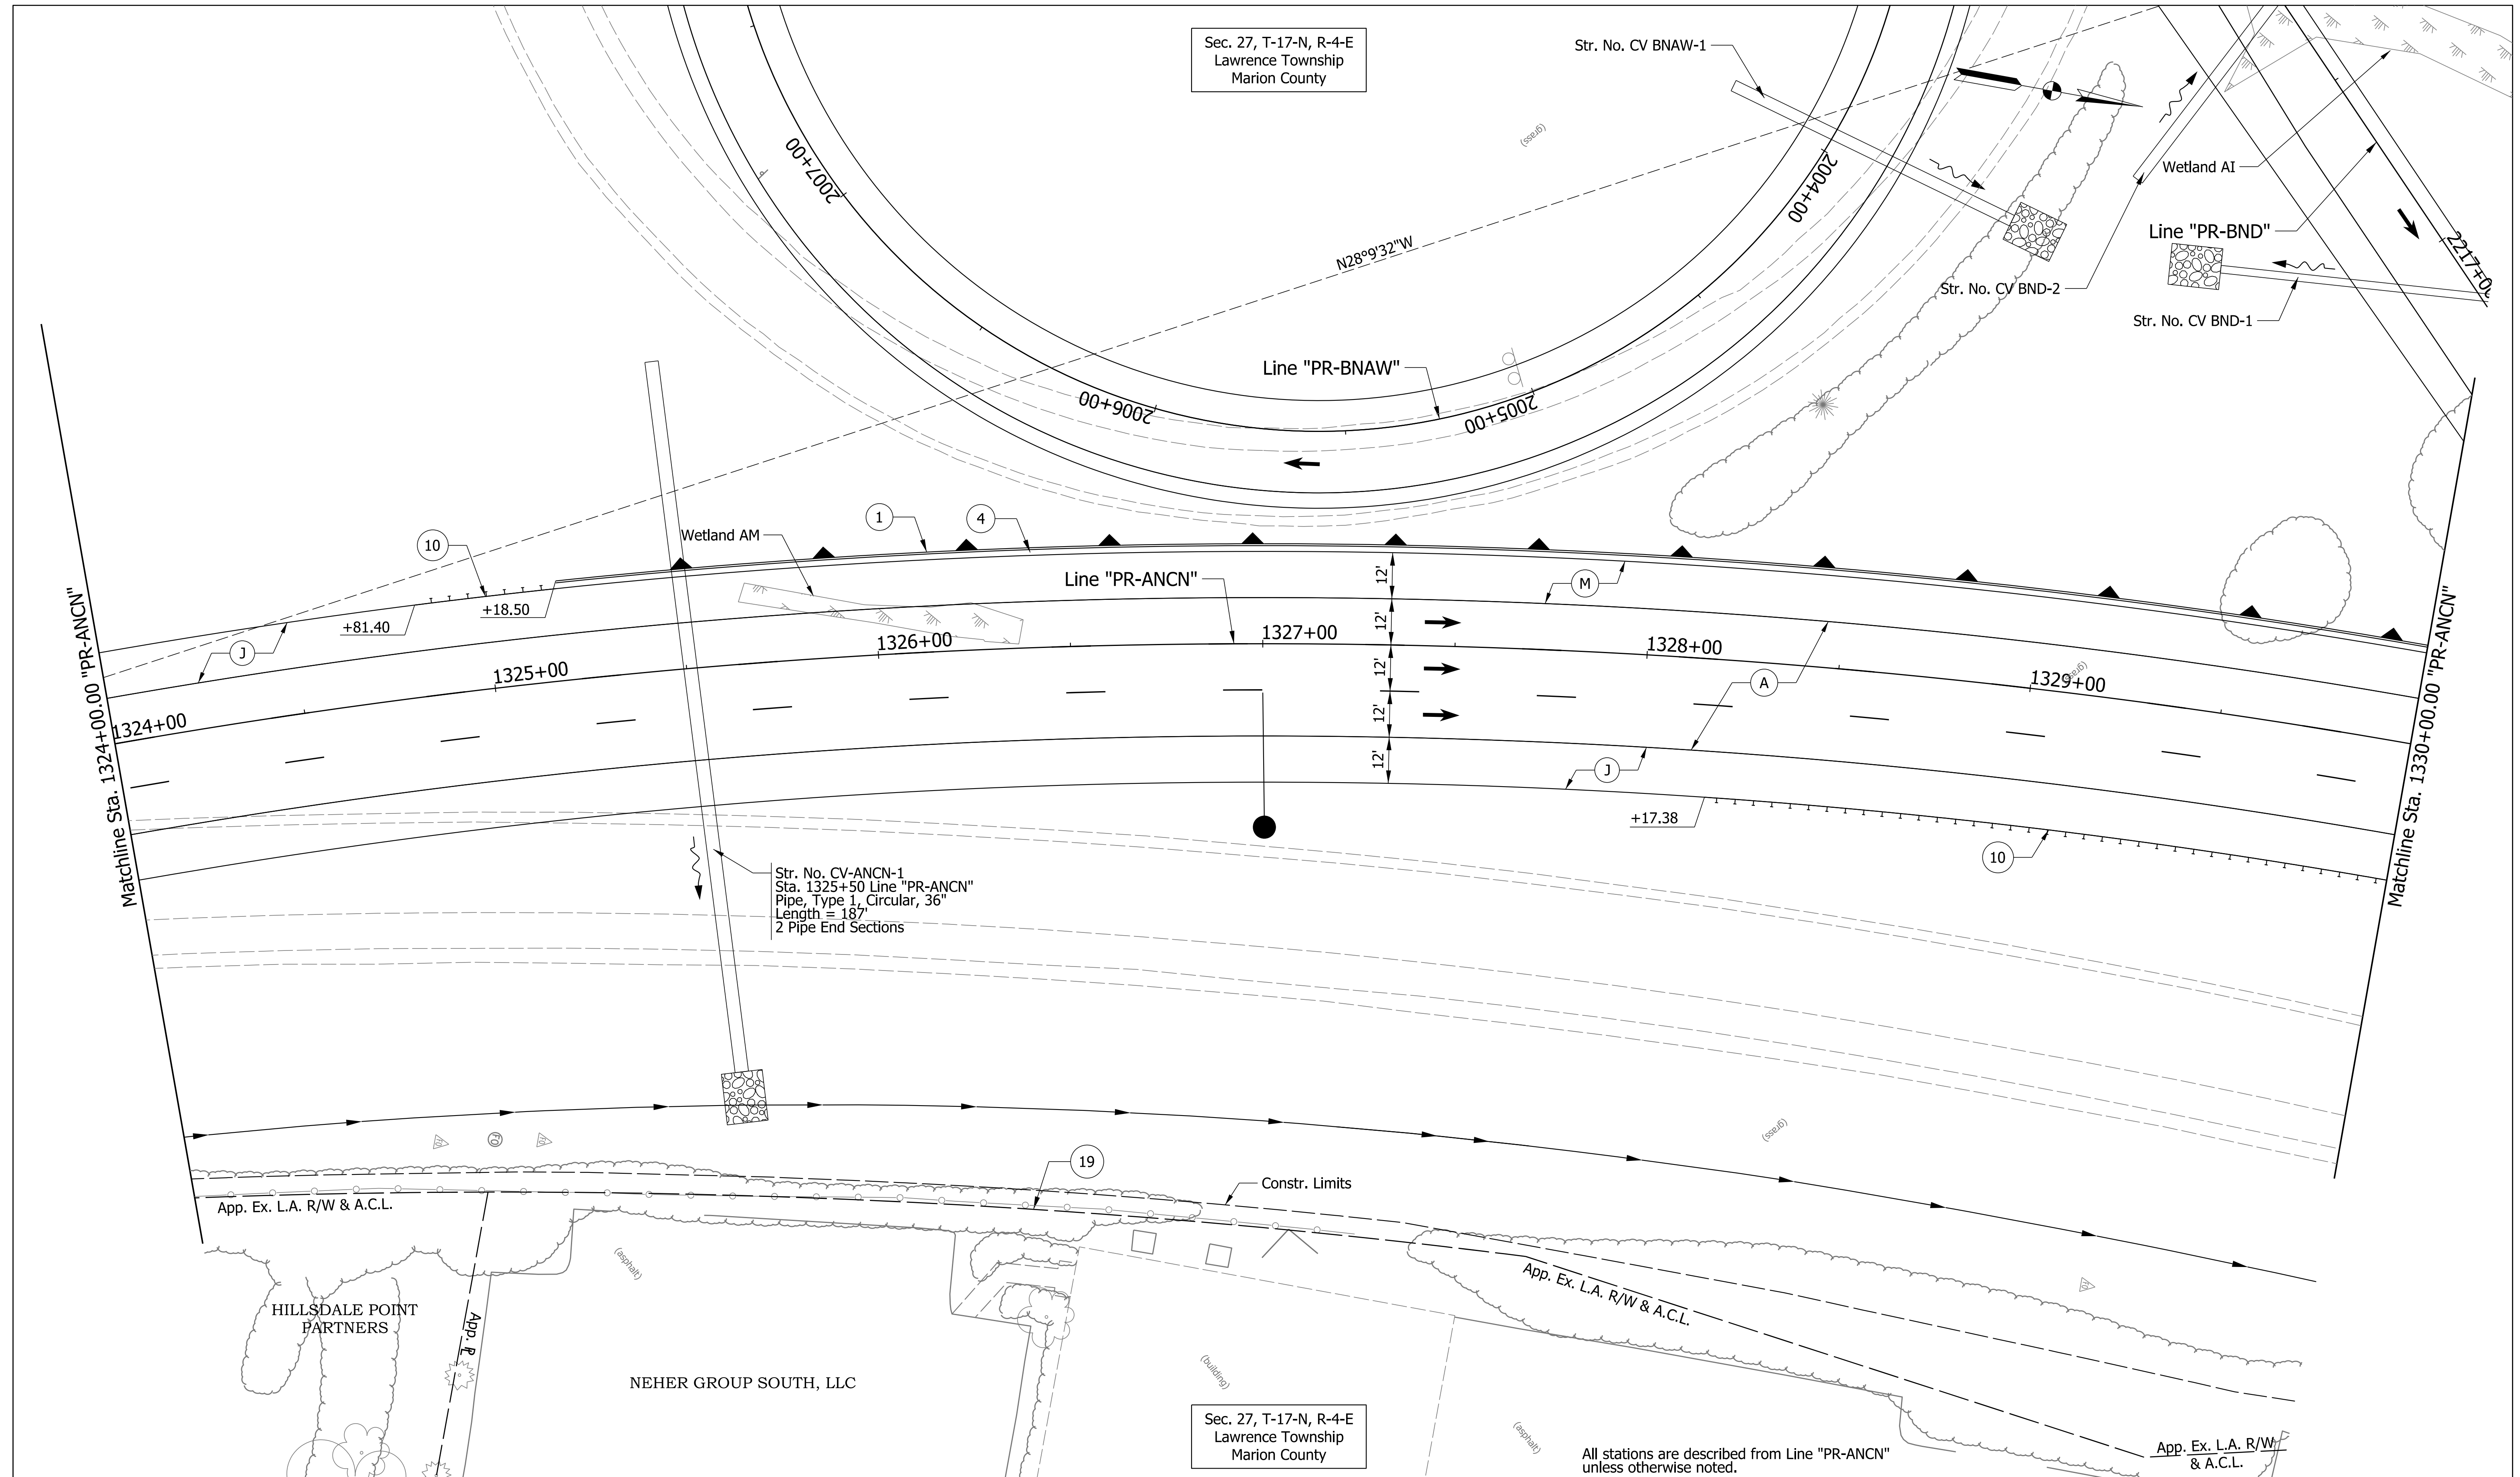 Sec. 27, T-17-N, R-4-E
Lawrence Township
Marion County
Str. No. CV BNAW-1
(grass)
2007+00
2004+00
Wetland AI
Line "PR-BND"
2217+00
N28°9'32"W
Str. No. CV BND-2
Str. No. CV BND-1
Line "PR-BNAW"
2006+00
2005+00
10
1
4
Wetland AM
Line "PR-ANCN"
12'
M
+18.50
+81.40
J
12'
1324+00
1325+00
1326+00
1327+00
1328+00
1329+00
(grass)
12'
A
12'
12'
J
+17.38
10
Matchline Sta. 1324+00.00 "PR-ANCN"
Matchline Sta. 1330+00.00 "PR-ANCN"
Str. No. CV-ANCN-1
Sta. 1325+50 Line "PR-ANCN"
Pipe, Type 1, Circular, 36"
Length = 187'
2 Pipe End Sections
FO
(grass)
19
Constr. Limits
App. Ex. L.A. R/W & A.C.L.
(asphalt)
App. Ex. L.A. R/W & A.C.L.
HILLSDALE POINT
PARTNERS
App. PL
NEHER GROUP SOUTH, LLC
(building)
Sec. 27, T-17-N, R-4-E
Lawrence Township
Marion County
(asphalt)
All stations are described from Line "PR-ANCN"
unless otherwise noted.
App. Ex. L.A. R/W
& A.C.L.